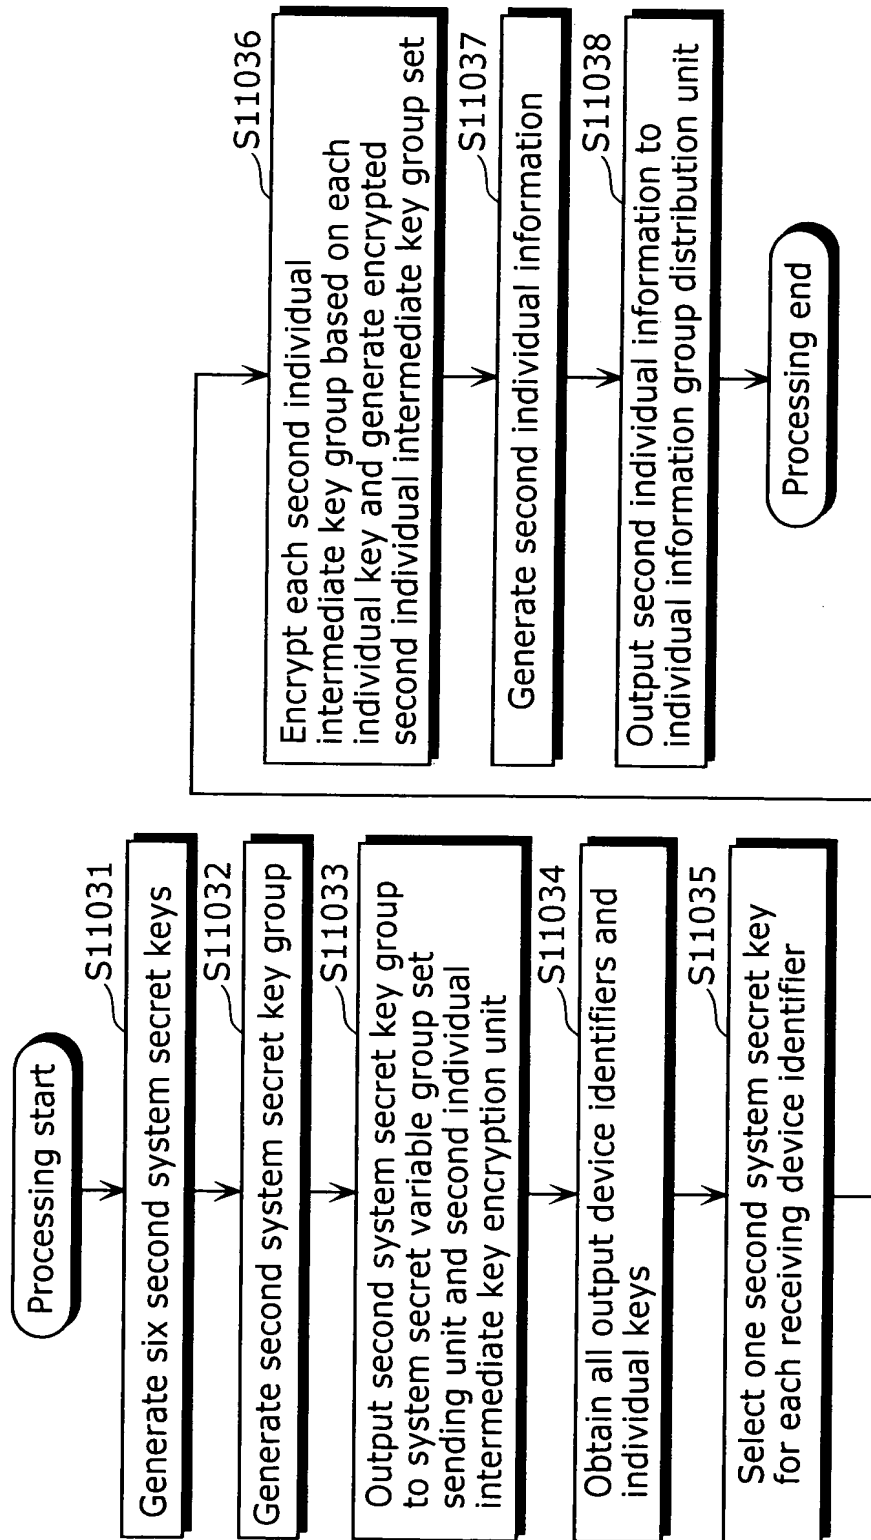 Processing start
S11031
Generate six second system secret keys
S11032
Generate second system secret key group
S11033
Output second system secret key group
to system secret variable group set
sending unit and second individual
intermediate key encryption unit
S11034
Obtain all output device identifiers and
individual keys
S11035
Select one second system secret key
for each receiving device identifier
S11036
Encrypt each second individual
intermediate key group based on each
individual key and generate encrypted
second individual intermediate key group set
S11037
Generate second individual information
S11038
Output second individual information to
individual information group distribution unit
Processing end